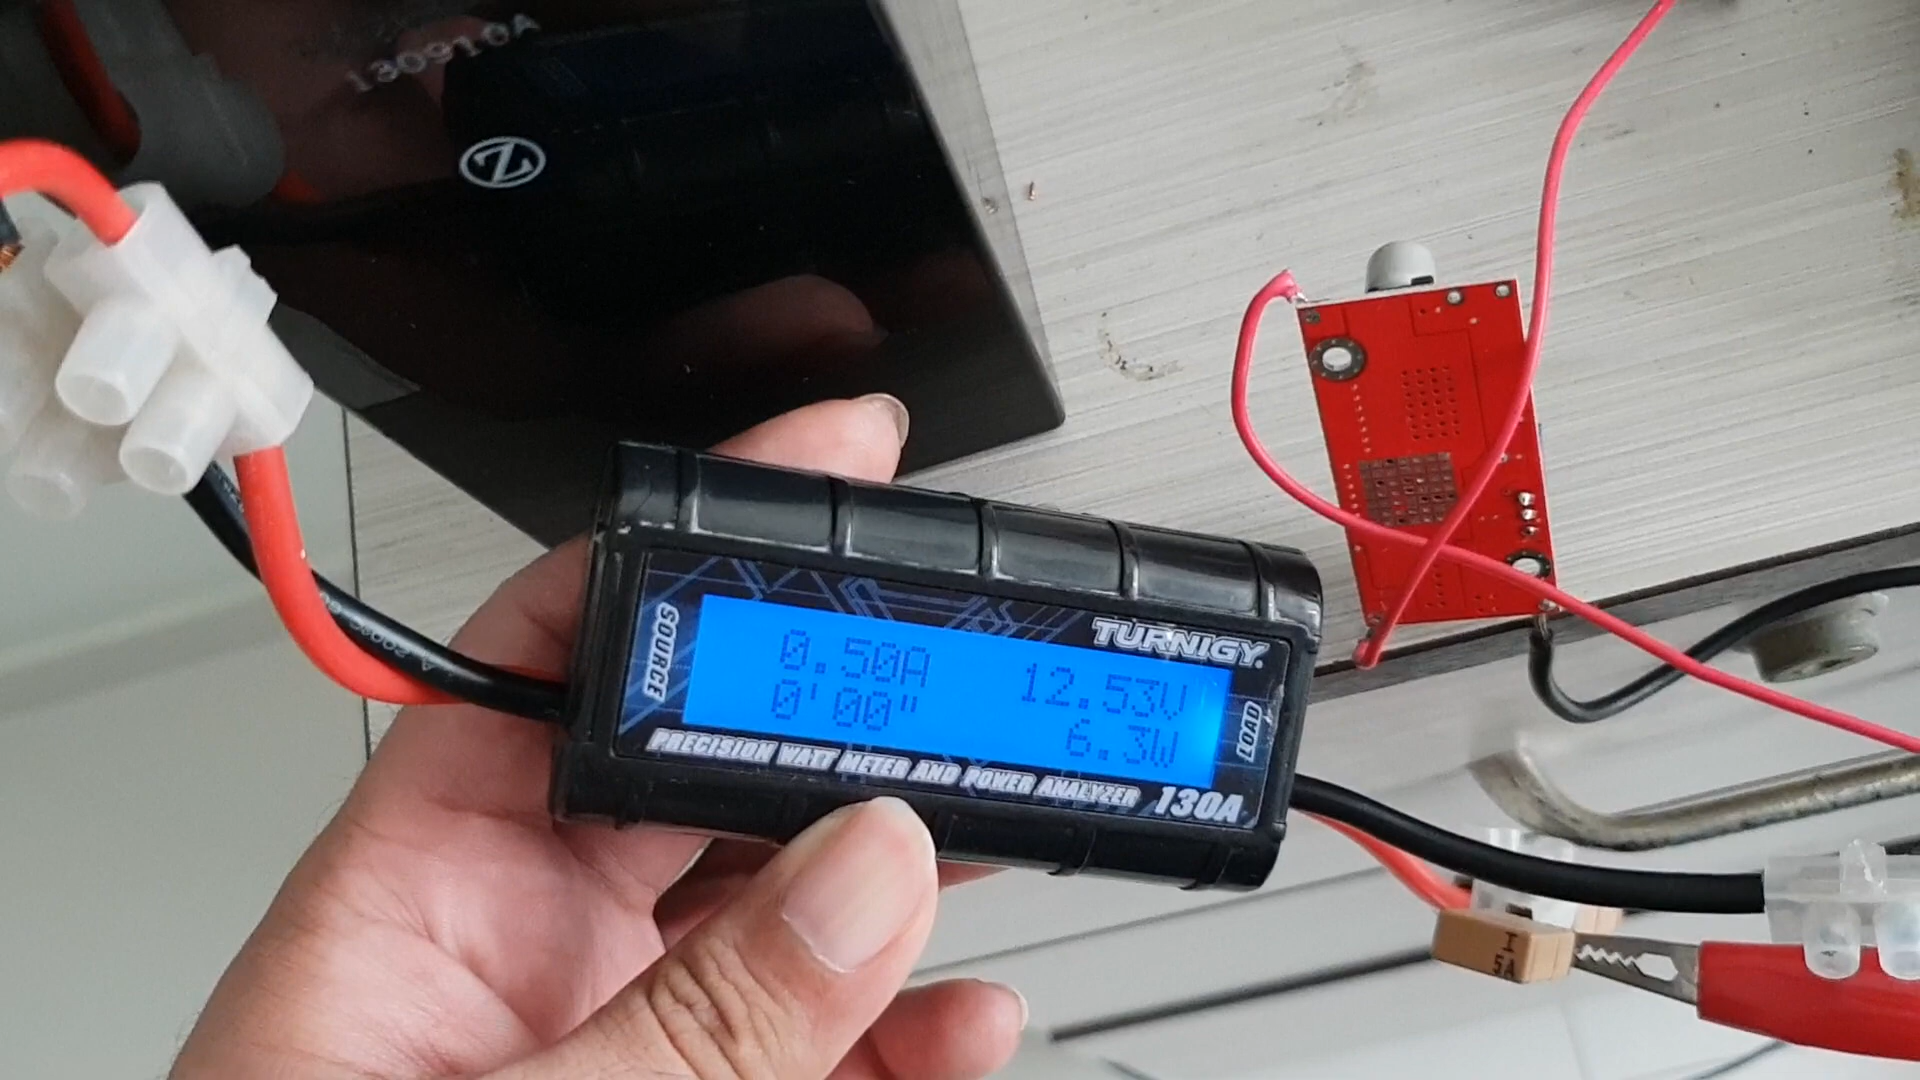 130910A
Z
SOURCE
TURNIGY
0.50A 12.53V
0'00" 6.3W
LOAD
PRECISION WATT METER AND POWER ANALYZER 130A